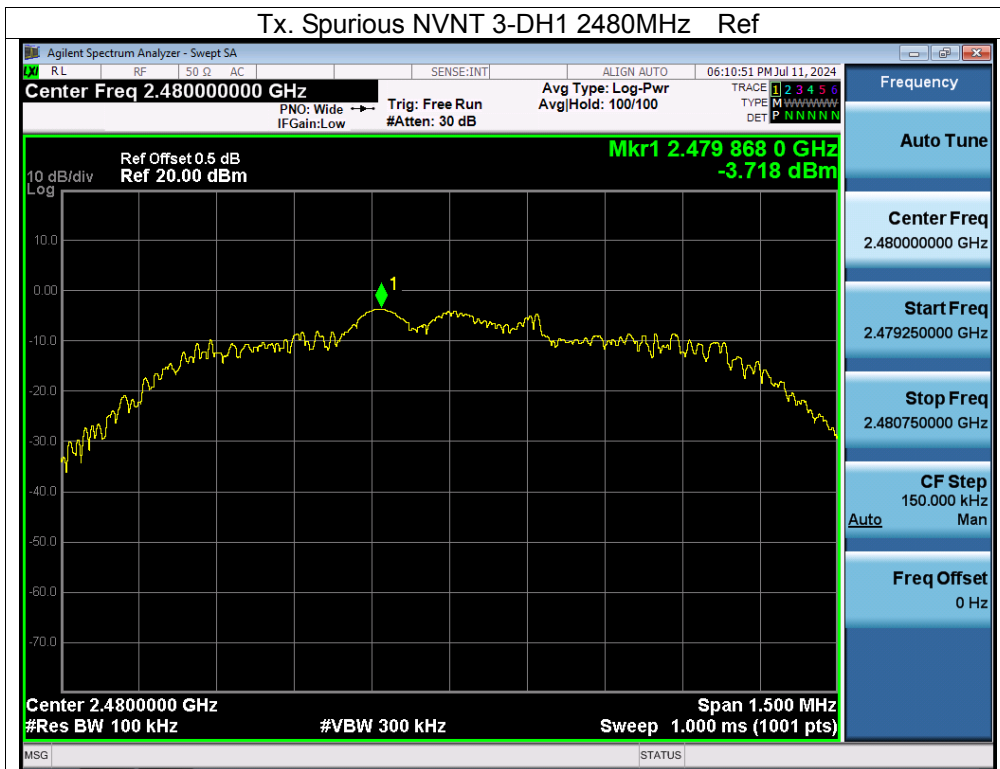 Tx. Spurious NVNT 3-DH1 2480MHz Ref
Agilent Spectrum Analyzer - Swept SA
LXI RL RF 50 Ω AC SENSE:INT ALIGN AUTO 06:10:51 PM Jul 11, 2024
Center Freq 2.480000000 GHz
PNO: Wide
IFGain:Low
Trig: Free Run
#Atten: 30 dB
Avg Type: Log-Pwr
Avg|Hold: 100/100
TRACE 1 2 3 4 5 6
TYPE M WWWWW
DET P N N N N N
Frequency
Auto Tune
Center Freq
2.480000000 GHz
Start Freq
2.479250000 GHz
Stop Freq
2.480750000 GHz
CF Step
150.000 kHz
Auto Man
Freq Offset
0 Hz
Mkr1 2.479 868 0 GHz
-3.718 dBm
Ref Offset 0.5 dB
10 dB/div Ref 20.00 dBm
Log
10.0
1
0.00
-10.0
-20.0
-30.0
-40.0
-50.0
-60.0
-70.0
Center 2.4800000 GHz Span 1.500 MHz
#Res BW 100 kHz #VBW 300 kHz Sweep 1.000 ms (1001 pts)
MSG STATUS